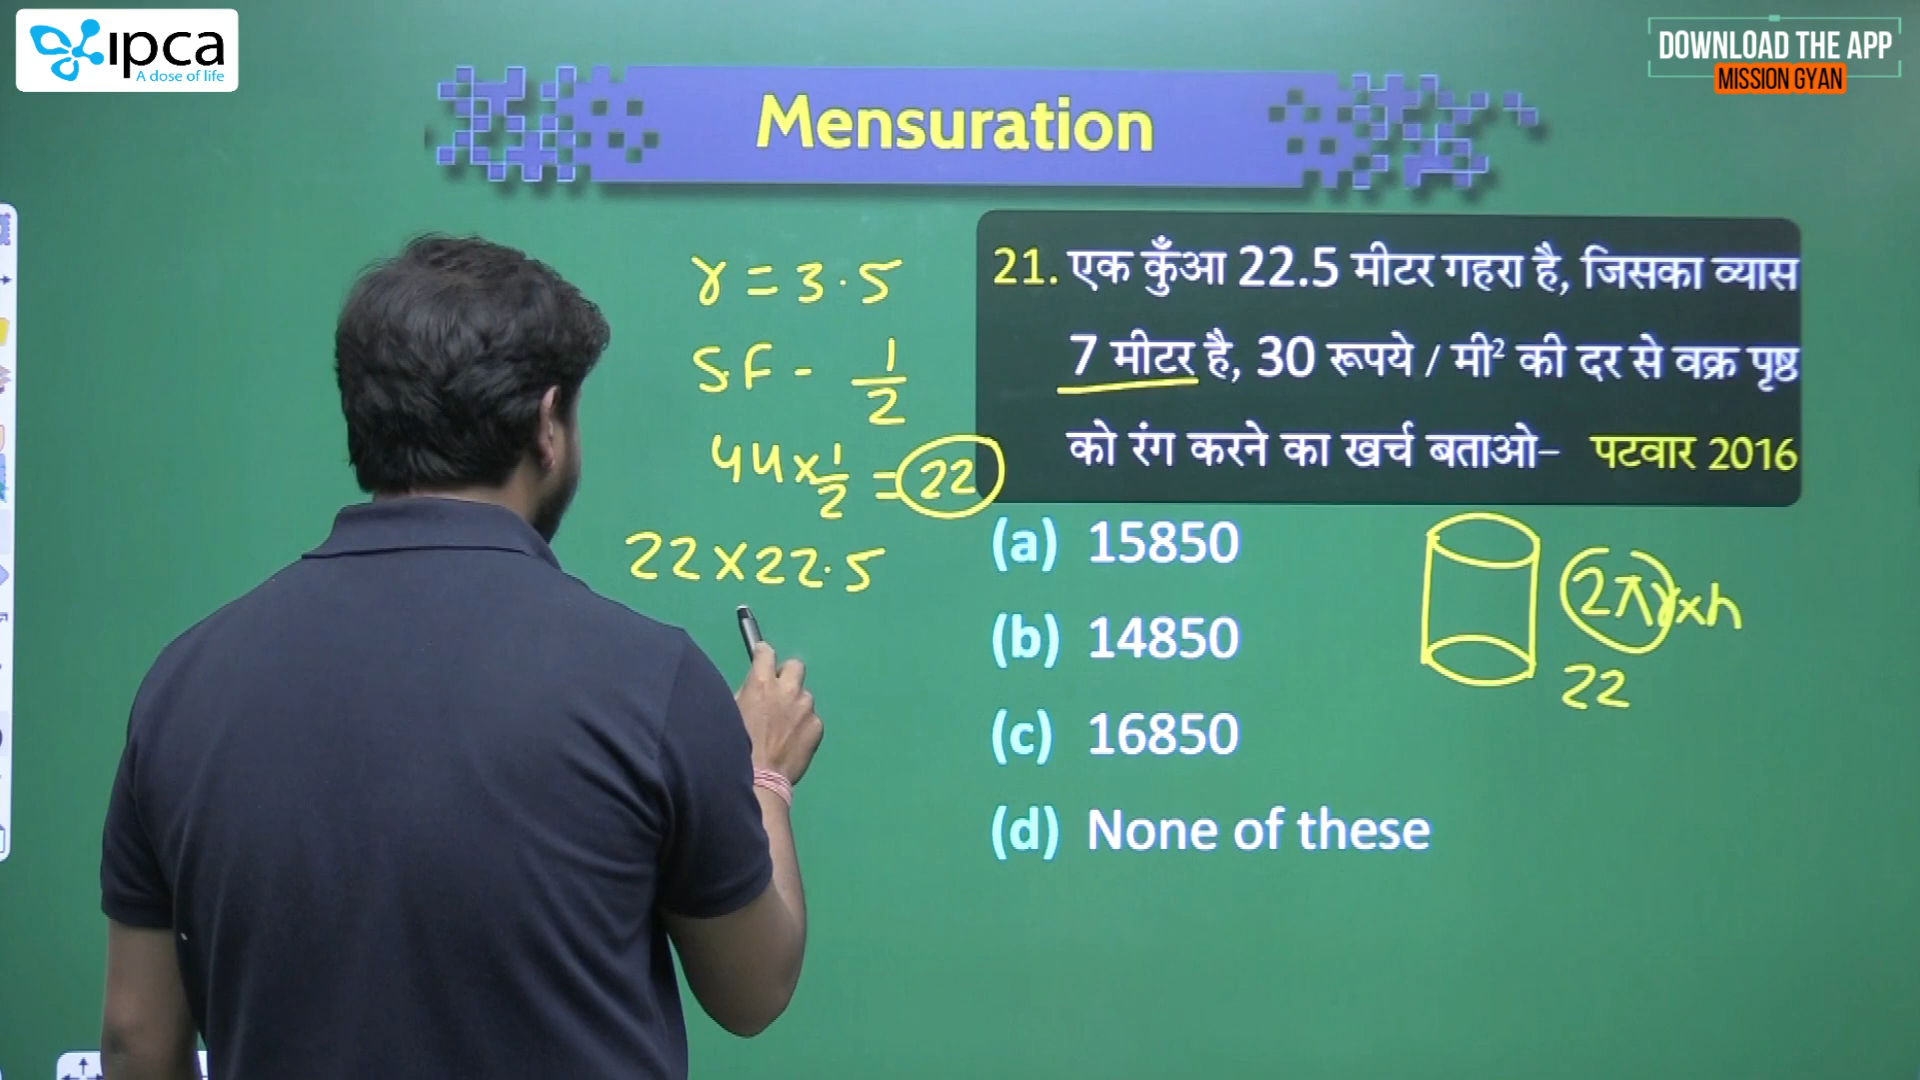 ipca
A dose of life
DOWNLOAD THE APP
MISSION GYAN
Mensuration
21. एक कुँआ 22.5 मीटर गहरा है, जिसका व्यास
7 मीटर है, 30 रूपये / मी² की दर से वक्र पृष्ठ
को रंग करने का खर्च बताओ– पटवार 2016
(a) 15850
(b) 14850
(c) 16850
(d) None of these
r = 3.5
S.F - 1/2
44 x 1/2 = 22
22 x 22.5
2πr x h
22